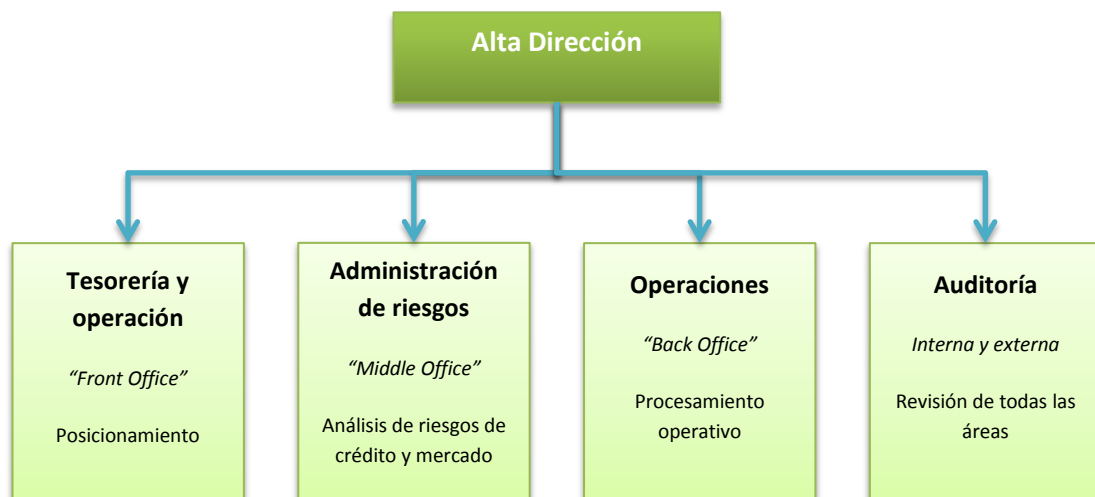 Alta Dirección
Tesorería y
operación
“Front Office”
Posicionamiento
Administración
de riesgos
“Middle Office”
Análisis de riesgos de
crédito y mercado
Operaciones
“Back Office”
Procesamiento
operativo
Auditoría
Interna y externa
Revisión de todas las
áreas